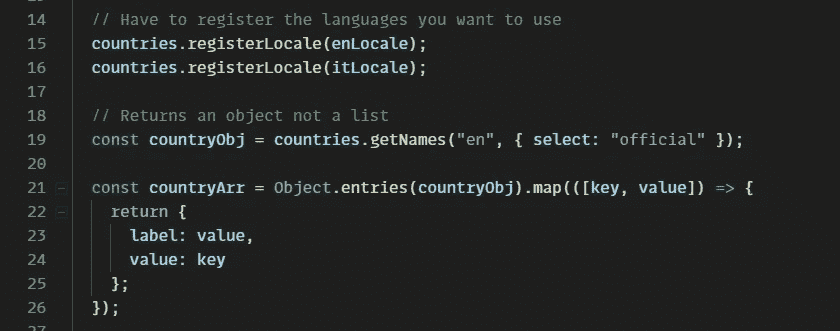 14 // Have to register the languages you want to use
15 countries.registerLocale(enLocale);
16 countries.registerLocale(itLocale);
17
18 // Returns an object not a list
19 const countryObj = countries.getNames("en", { select: "official" });
20
21 const countryArr = Object.entries(countryObj).map(([key, value]) => {
22 return {
23 label: value,
24 value: key
25 };
26 });
27